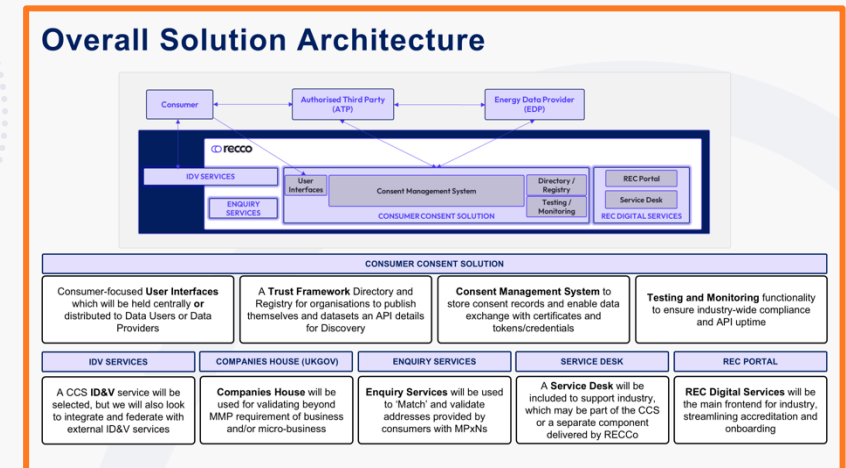 Overall Solution Architecture
Consumer
Authorised Third Party
(ATP)
Energy Data Provider
(EDP)
recco
IDV SERVICES
ENQUIRY
SERVICES
User
Interfaces
Consent Management System
Directory /
Registry
Testing /
Monitoring
CONSUMER CONSENT SOLUTION
REC Portal
Service Desk
REC DIGITAL SERVICES
CONSUMER CONSENT SOLUTION
Consumer-focused User Interfaces
which will be held centrally or
distributed to Data Users or Data
Providers
A Trust Framework Directory and
Registry for organisations to publish
themselves and datasets an API details
for Discovery
Consent Management System to
store consent records and enable data
exchange with certificates and
tokens/credentials
Testing and Monitoring functionality
to ensure industry-wide compliance
and API uptime
IDV SERVICES
COMPANIES HOUSE (UKGOV)
ENQUIRY SERVICES
SERVICE DESK
REC PORTAL
A CCS ID&V service will be
selected, but we will also look
to integrate and federate with
external ID&V services
Companies House will be
used for validating beyond
MMP requirement of business
and/or micro-business
Enquiry Services will be used
to ‘Match’ and validate
addresses provided by
consumers with MPxNs
A Service Desk will be
included to support industry,
which may be part of the CCS
or a separate component
delivered by RECCo
REC Digital Services will be
the main frontend for industry,
streamlining accreditation and
onboarding